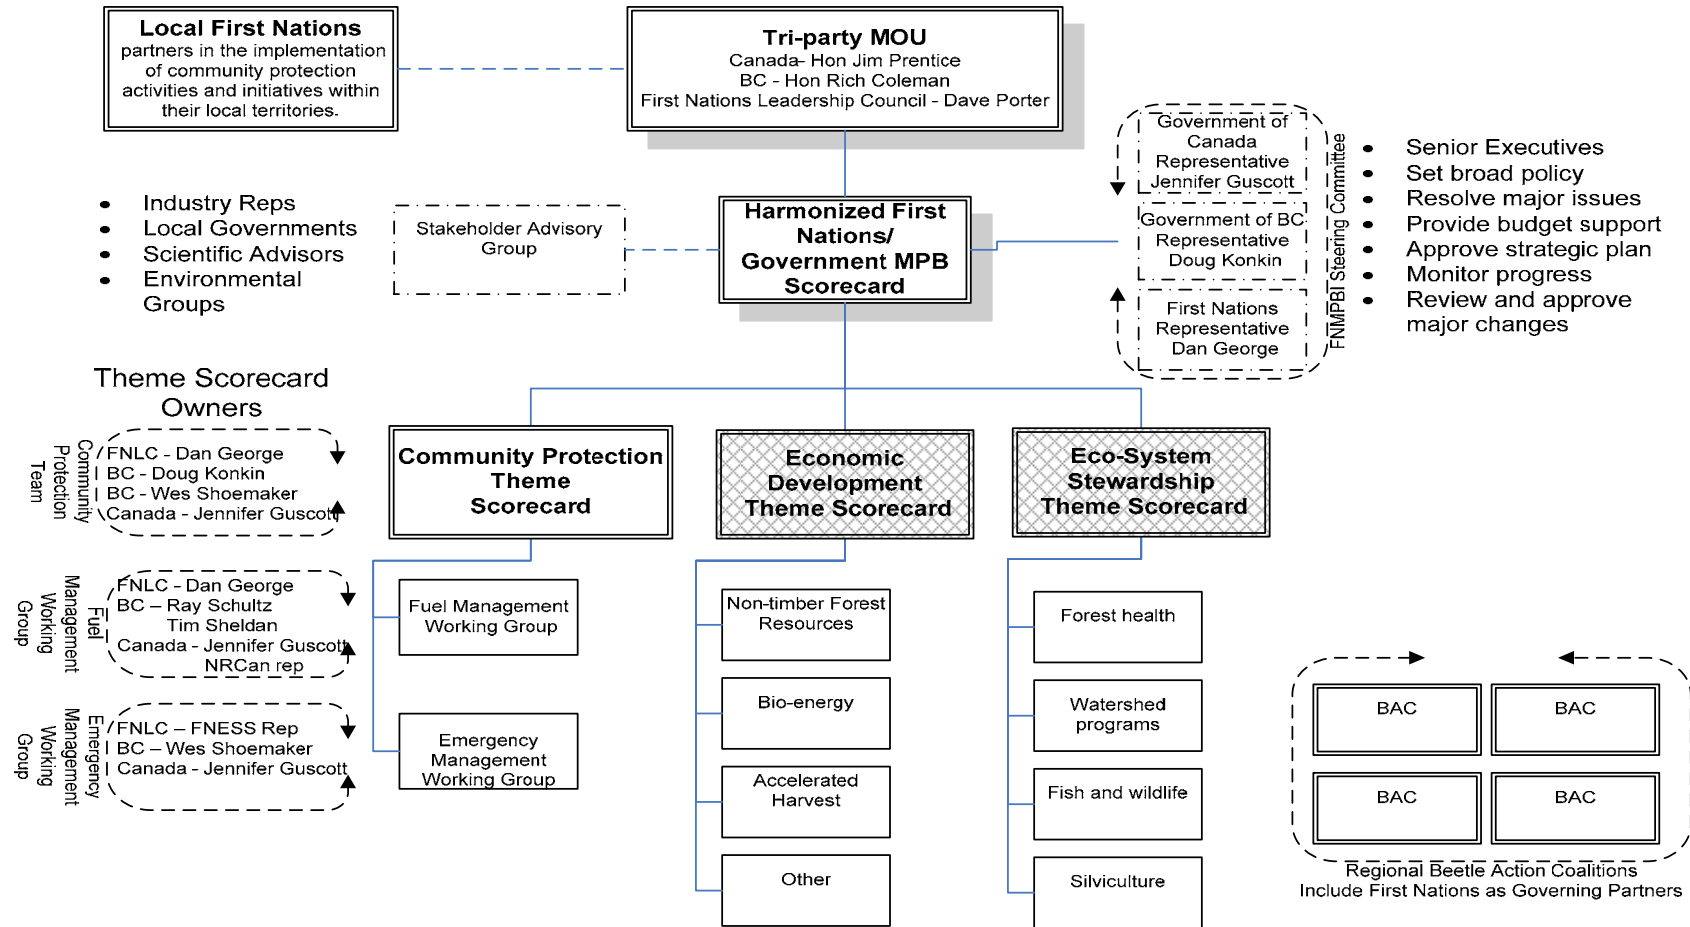 Local First Nations
partners in the implementation
of community protection
activities and initiatives within
their local territories.
Tri-party MOU
Canada– Hon Jim Prentice
BC - Hon Rich Coleman
First Nations Leadership Council - Dave Porter
• Industry Reps
• Local Governments
• Scientific Advisors
• Environmental
Groups
Stakeholder Advisory
Group
Harmonized First
Nations/
Government MPB
Scorecard
Government of
Canada
Representative
Jennifer Guscott
Government of BC
Representative
Doug Konkin
First Nations
Representative
Dan George
FNMPBI Steering Committee
• Senior Executives
• Set broad policy
• Resolve major issues
• Provide budget support
• Approve strategic plan
• Monitor progress
• Review and approve
major changes
Theme Scorecard
Owners
Community
Protection
Team
FNLC - Dan George
BC - Doug Konkin
BC - Wes Shoemaker
Canada - Jennifer Guscott
Fuel
Management
Working
Group
FNLC - Dan George
BC – Ray Schultz
Tim Sheldan
Canada - Jennifer Guscott
NRCan rep
Emergency
Management
Working
Group
FNLC – FNESS Rep
BC – Wes Shoemaker
Canada - Jennifer Guscott
Community Protection
Theme
Scorecard
Fuel Management
Working Group
Emergency
Management
Working Group
Economic
Development
Theme Scorecard
Non-timber Forest
Resources
Bio-energy
Accelerated
Harvest
Other
Eco-System
Stewardship
Theme Scorecard
Forest health
Watershed
programs
Fish and wildlife
Silviculture
BAC
BAC
BAC
BAC
Regional Beetle Action Coalitions
Include First Nations as Governing Partners